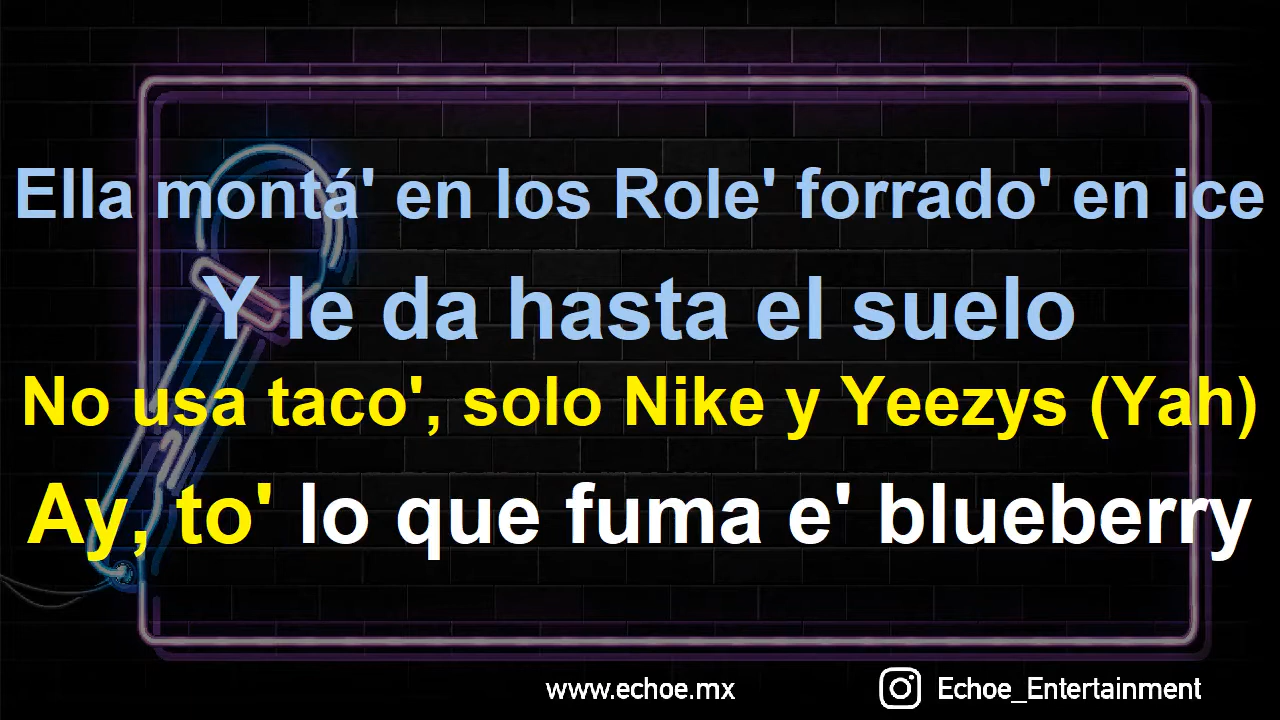 Ella montá' en los Role' forrado' en ice
Y le da hasta el suelo
No usa taco', solo Nike y Yeezys (Yah)
Ay, to' lo que fuma e' blueberry
www.echoe.mx Echoe_Entertainment